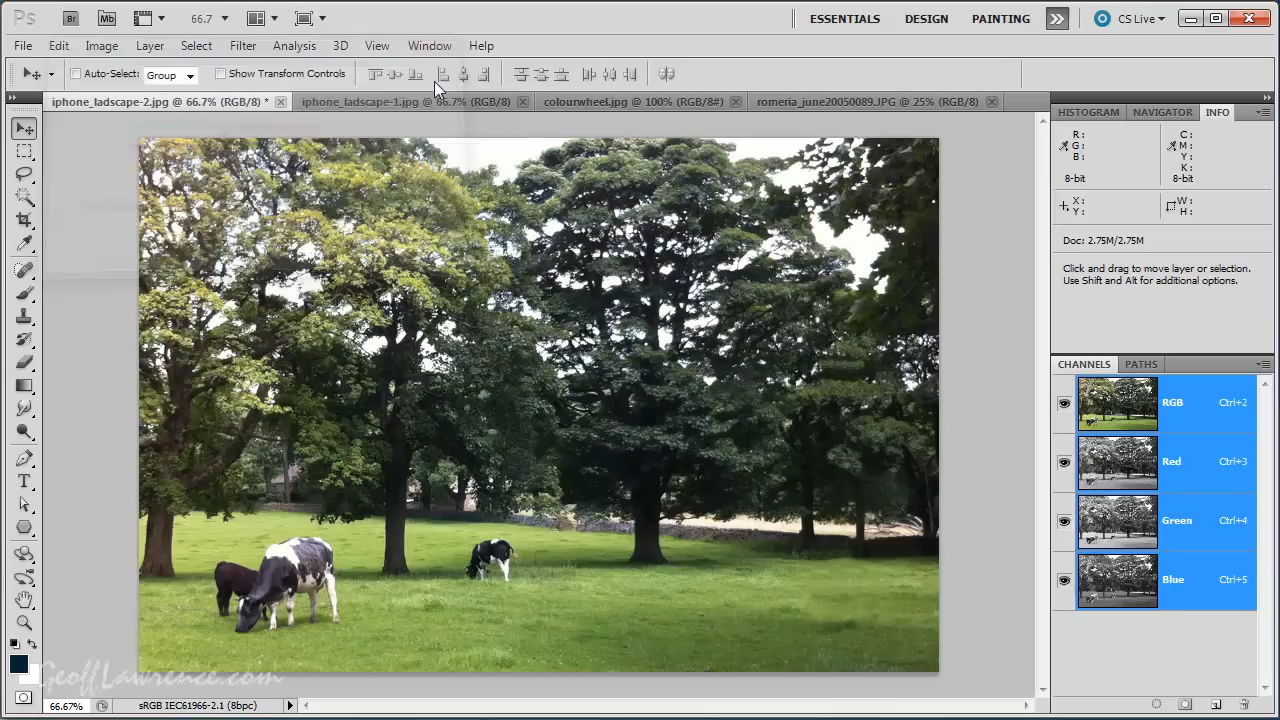 Ps Br Mb 66.7 ESSENTIALS DESIGN PAINTING CS Live
File Edit Image Layer Select Filter Analysis 3D View Window Help
Auto-Select: Group Show Transform Controls
iphone_ladscape-2.jpg @ 66.7% (RGB/8) * iphone_ladscape-1.jpg @ 66.7% (RGB/8) colourwheel.jpg @ 100% (RGB/8#) romeria_june20050089.JPG @ 25% (RGB/8)
HISTOGRAM NAVIGATOR INFO
R: C:
G: M:
B: Y:
K:
8-bit 8-bit
X: W:
Y: H:
Doc: 2.75M/2.75M
Click and drag to move layer or selection.
Use Shift and Alt for additional options.
CHANNELS PATHS
RGB Ctrl+2
Red Ctrl+3
Green Ctrl+4
Blue Ctrl+5
GeoffLawrence.com
66.67% sRGB IEC61966-2.1 (8bpc)